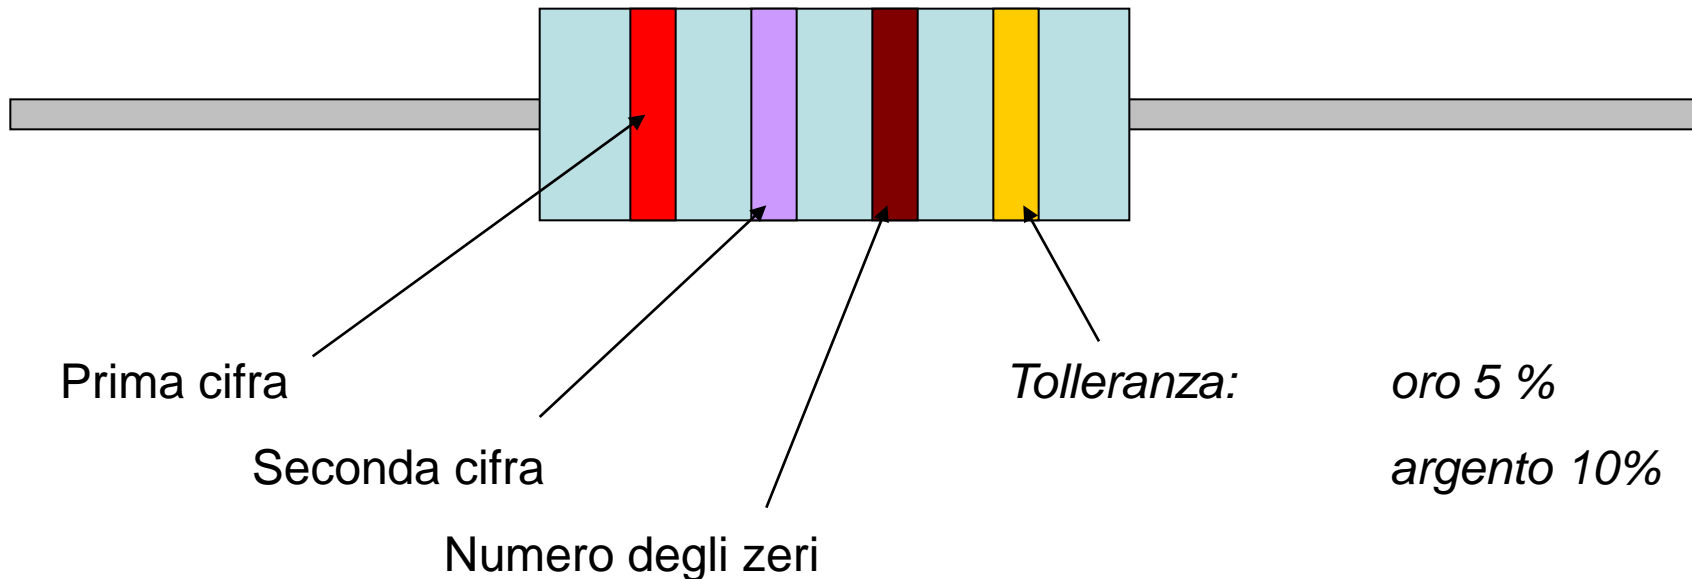 Prima cifra
Tolleranza: oro 5 %
Seconda cifra
argento 10%
Numero degli zeri